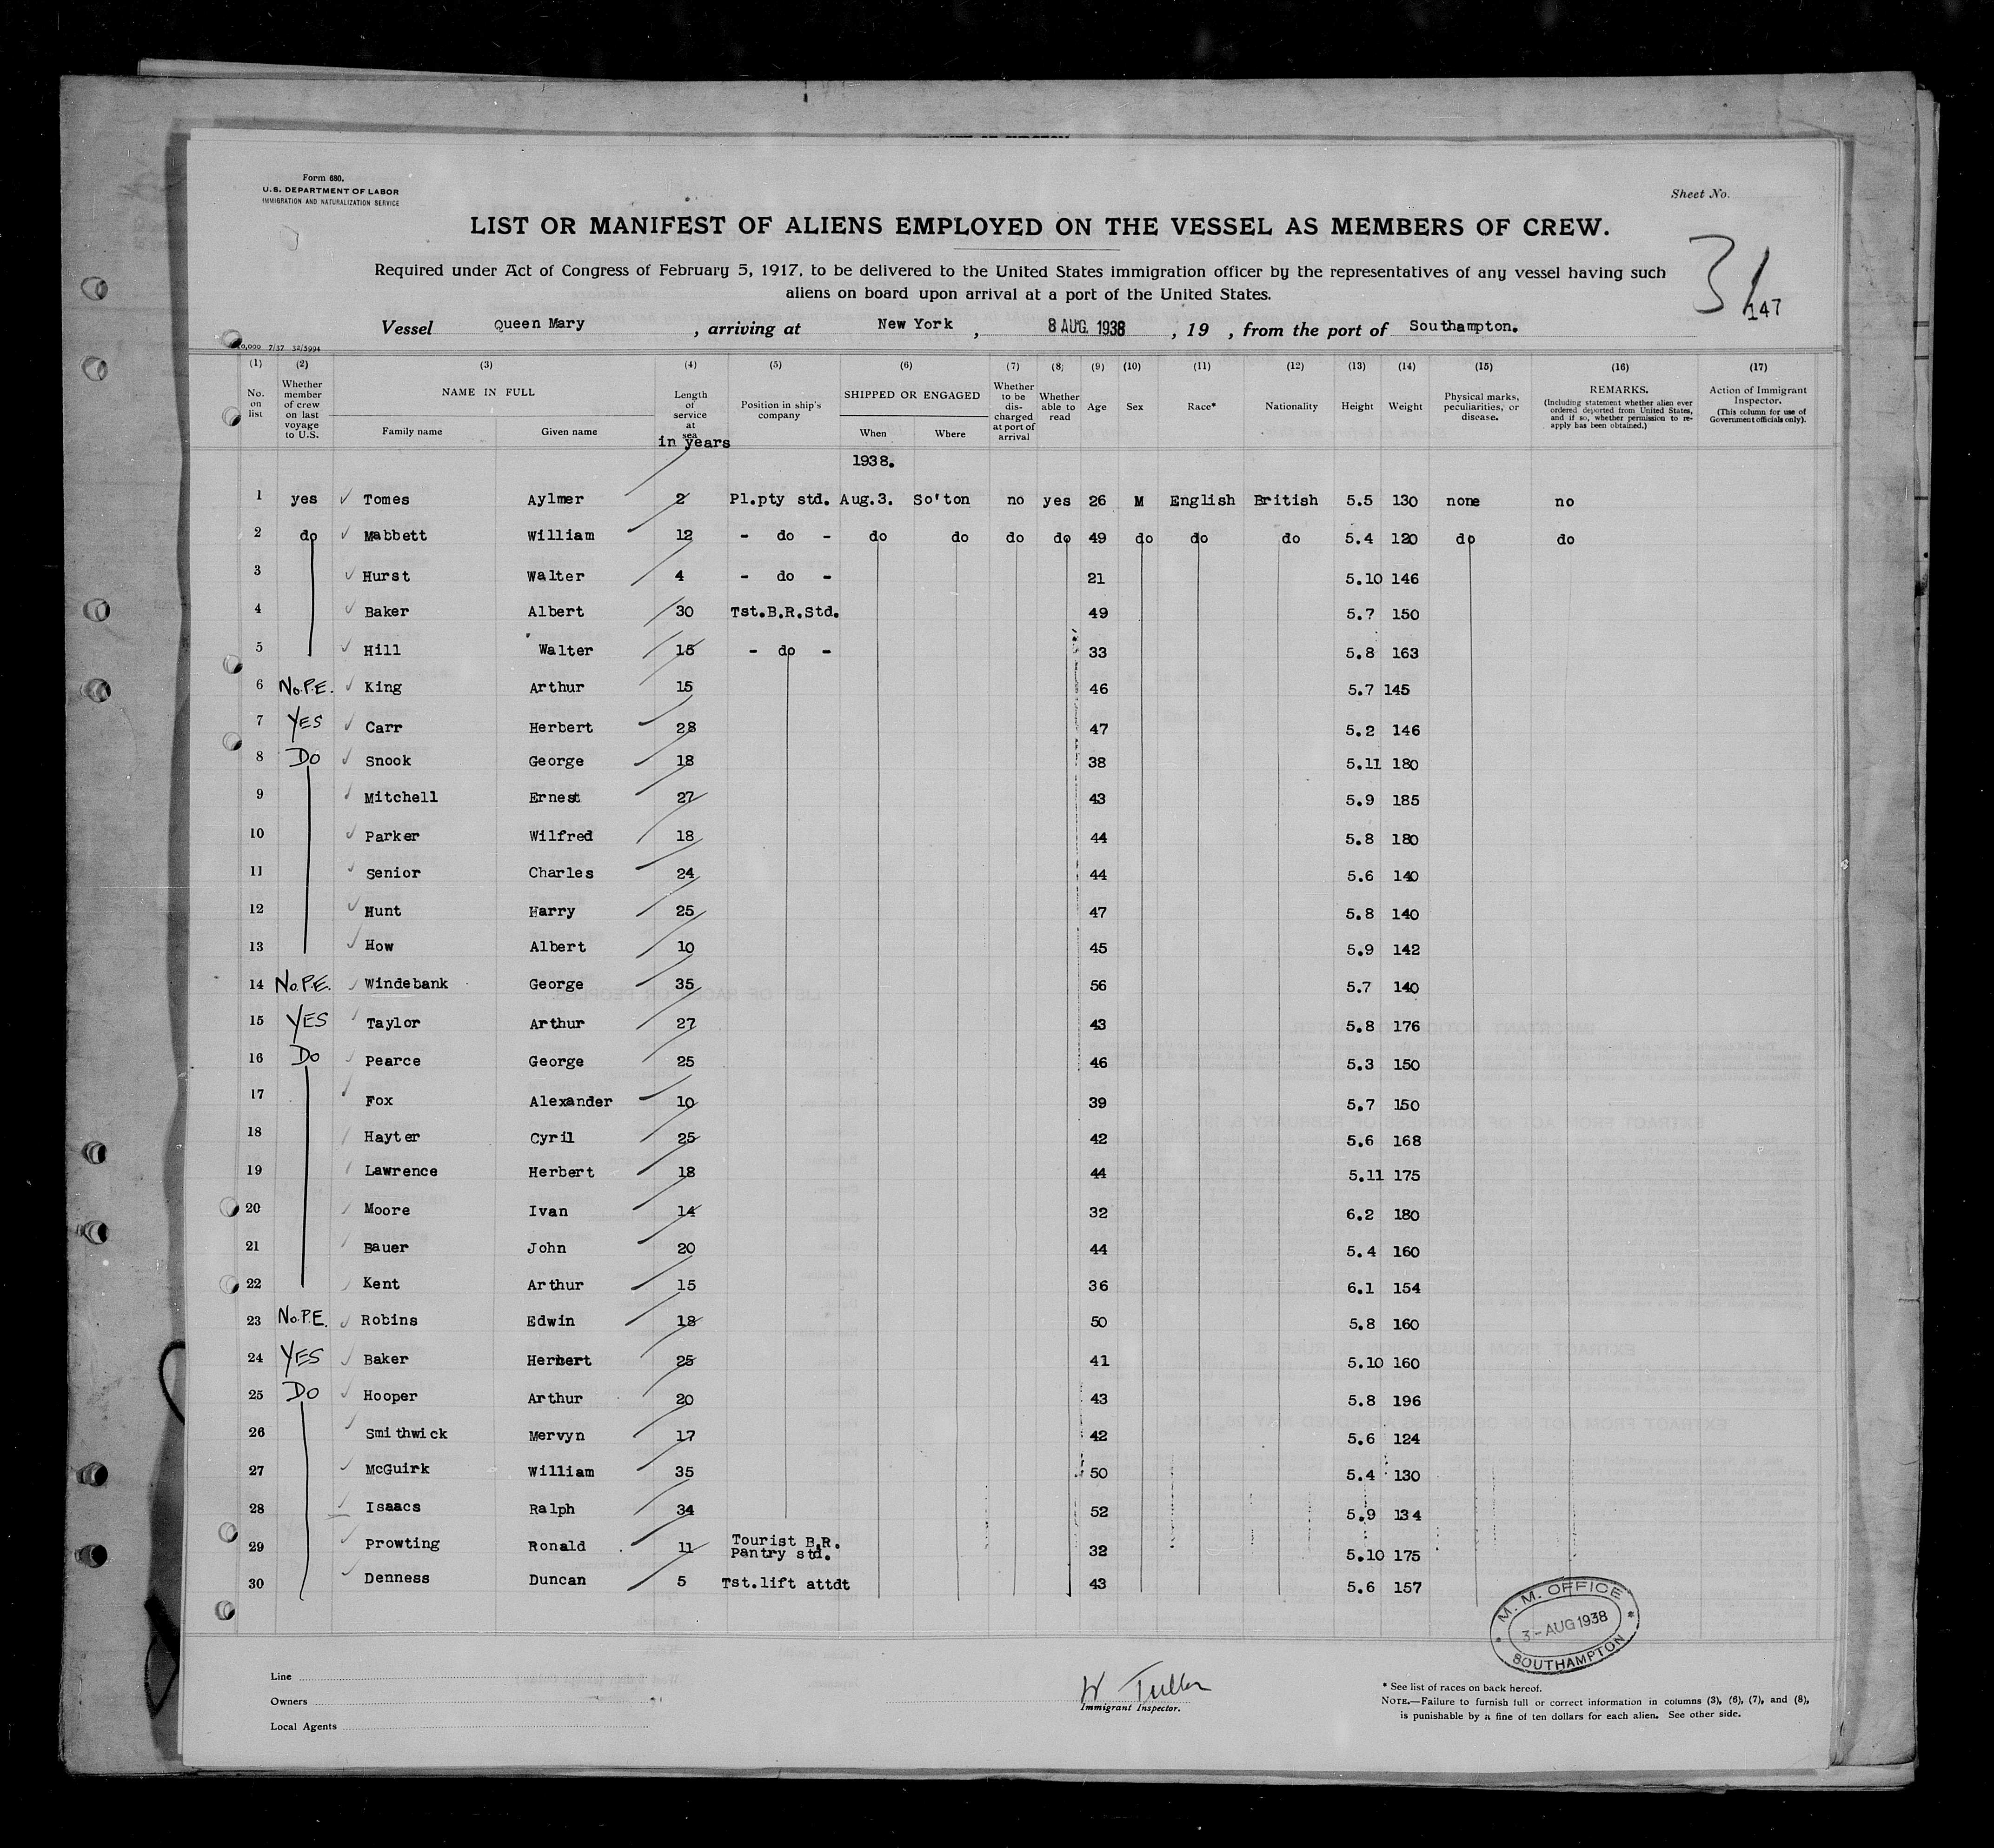 Form 680.
U.S. DEPARTMENT OF LABOR
IMMIGRATION AND NATURALIZATION SERVICE
Sheet No.
LIST OR MANIFEST OF ALIENS EMPLOYED ON THE VESSEL AS MEMBERS OF CREW.
Required under Act of Congress of February 5, 1917, to be delivered to the United States immigration officer by the representatives of any vessel having such
aliens on board upon arrival at a port of the United States.
31
147
Vessel Queen Mary , arriving at New York , 8 AUG. 1938 , 19 , from the port of Southampton.
(1) (2) (3) (4) (5) (6) (7) (8) (9) (10) (11) (12) (13) (14) (15) (16) (17)
No. on list
Whether member of crew on last voyage to U.S.
NAME IN FULL
Family name Given name
Length of service at sea in years
Position in ship's company
SHIPPED OR ENGAGED
When Where
Whether to be discharged at port of arrival
Whether able to read
Age
Sex
Race*
Nationality
Height
Weight
Physical marks, peculiarities, or disease.
REMARKS.
(Including statement whether alien ever ordered deported from United States, and if so, whether permission to reapply has been obtained.)
Action of Immigrant Inspector.
(This column for use of Government officials only).
1938.
1 yes Tomes Aylmer 2 Pl.pty std. Aug.3. So'ton no yes 26 M English British 5.5 130 none no
2 do Mabbett William 12 - do - do do do do 49 do do do 5.4 120 do do
3 Hurst Walter 4 - do - 21 5.10 146
4 Baker Albert 30 Tst.B.R.Std. 49 5.7 150
5 Hill Walter 15 - do - 33 5.8 163
6 No.P.E. King Arthur 15 46 5.7 145
7 YES Carr Herbert 28 47 5.2 146
8 Do Snook George 18 38 5.11 180
9 Mitchell Ernest 27 43 5.9 185
10 Parker Wilfred 18 44 5.8 180
11 Senior Charles 24 44 5.6 140
12 Hunt Harry 25 47 5.8 140
13 How Albert 10 45 5.9 142
14 No.P.E. Windebank George 35 56 5.7 140
15 YES Taylor Arthur 27 43 5.8 176
16 Do Pearce George 25 46 5.3 150
17 Fox Alexander 10 39 5.7 150
18 Hayter Cyril 25 42 5.6 168
19 Lawrence Herbert 18 44 5.11 175
20 Moore Ivan 14 32 6.2 180
21 Bauer John 20 44 5.4 160
22 Kent Arthur 15 36 6.1 154
23 No.P.E. Robins Edwin 18 50 5.8 160
24 YES Baker Herbert 25 41 5.10 160
25 Do Hooper Arthur 20 43 5.8 196
26 Smithwick Mervyn 17 42 5.6 124
27 McGuirk William 35 50 5.4 130
28 Isaacs Ralph 34 52 5.9 134
29 Prowting Ronald 11 Tourist B.R. Pantry std. 32 5.10 175
30 Denness Duncan 5 Tst.lift attdt 43 5.6 157
M. M. OFFICE
3 - AUG 1938
SOUTHAMPTON
Line
Owners
Local Agents
W Tuller
Immigrant Inspector.
* See list of races on back hereof.
NOTE.—Failure to furnish full or correct information in columns (3), (6), (7), and (8),
is punishable by a fine of ten dollars for each alien. See other side.